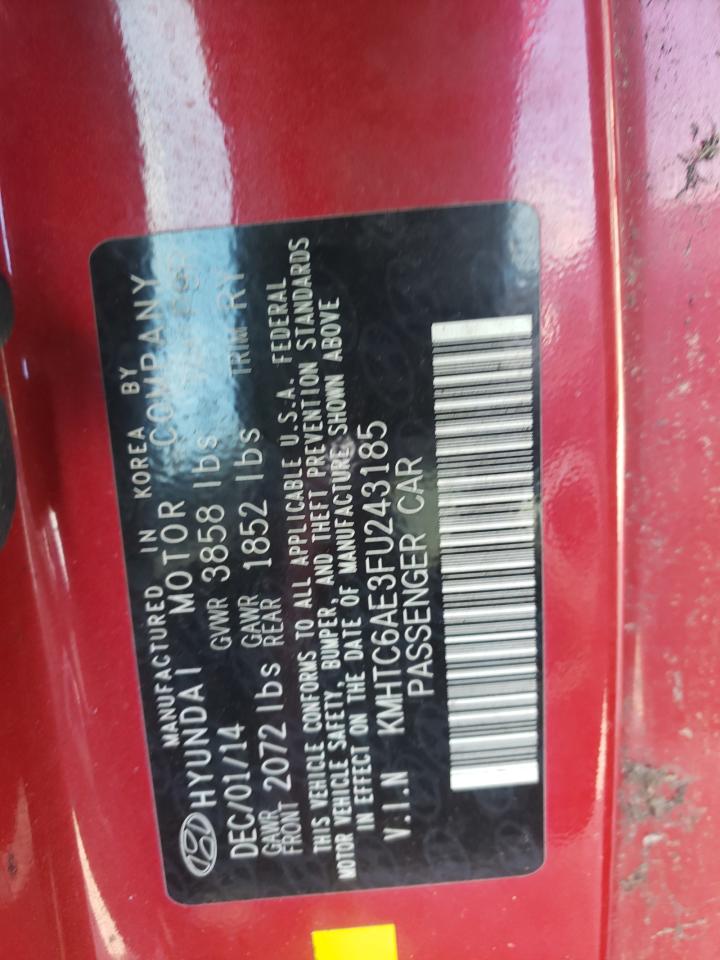 MANUFACTURED IN KOREA BY
HYUNDAI MOTOR COMPANY
DEC/01/14 GVWR 3858 lbs
GAWR FRONT 2072 lbs GAWR REAR 1852 lbs TRIM RY
THIS VEHICLE CONFORMS TO ALL APPLICABLE U.S.A. FEDERAL
MOTOR VEHICLE SAFETY, BUMPER, AND THEFT PREVENTION STANDARDS
IN EFFECT ON THE DATE OF MANUFACTURE SHOWN ABOVE
V.I.N KMHTC6AE3FU243185
PASSENGER CAR